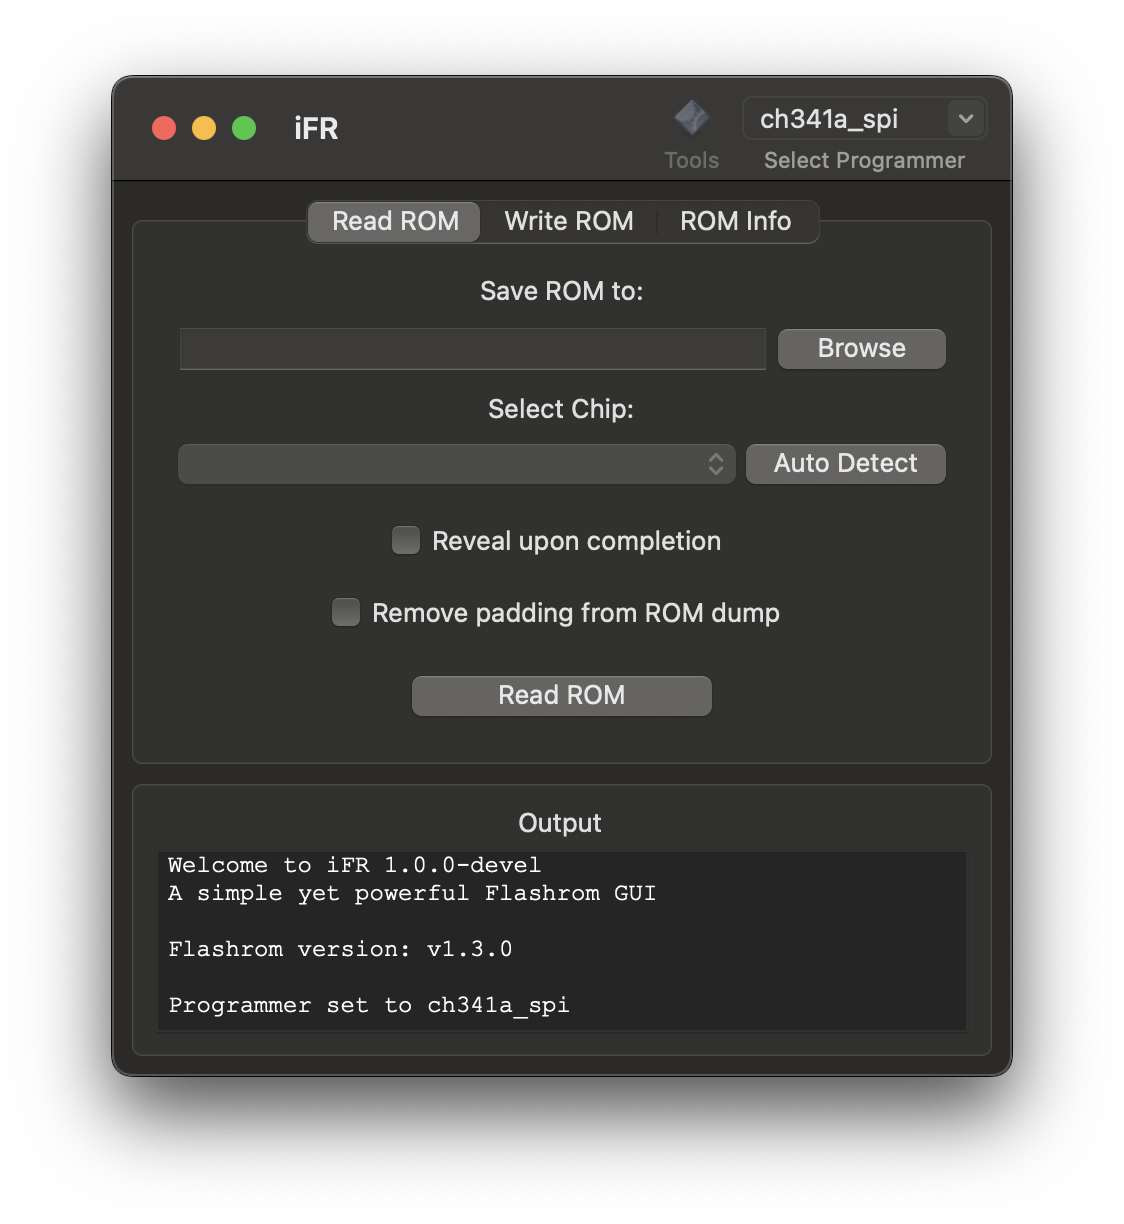 iFR
Tools
ch341a_spi
Select Programmer
Read ROM
Write ROM
ROM Info
Save ROM to:
Browse
Select Chip:
Auto Detect
Reveal upon completion
Remove padding from ROM dump
Read ROM
Output
Welcome to iFR 1.0.0-devel
A simple yet powerful Flashrom GUI
Flashrom version: v1.3.0
Programmer set to ch341a_spi